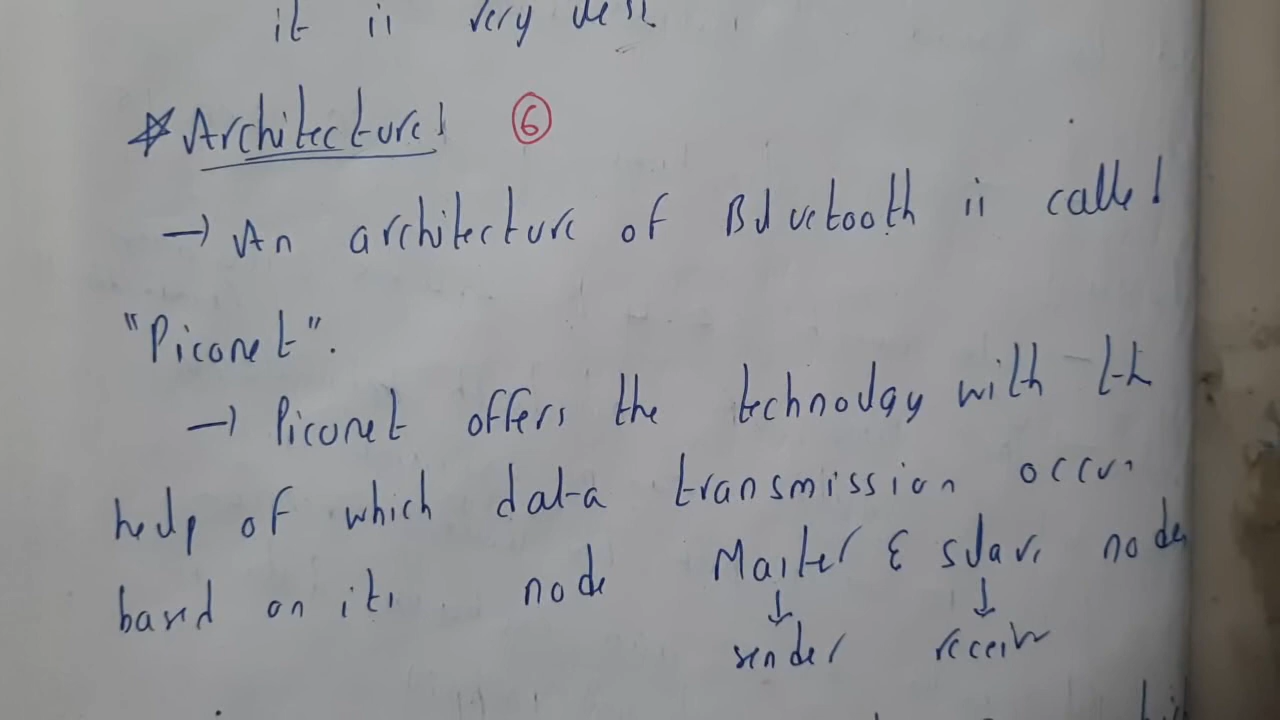 it is very
* Architecture! ⑥
→ An architecture of Bluetooth is called
"Piconet".
→ Piconet offers the technology with the
help of which data transmission occurs
based on its node Master & slave node
↓ ↓
sender receiver